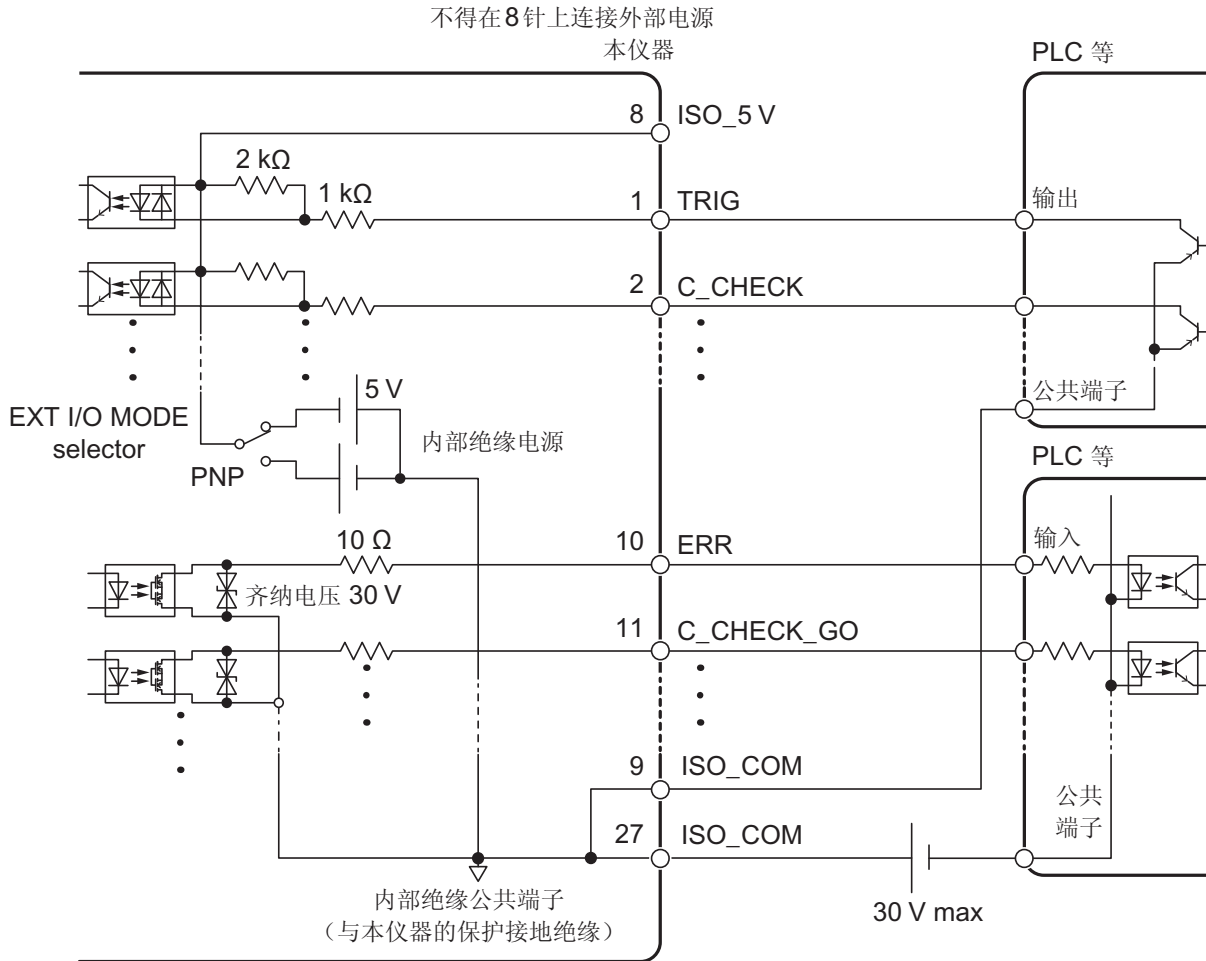 不得在8针上连接外部电源
本仪器
PLC 等
8 ISO_5 V
2 kΩ
1 kΩ
1 TRIG
输出
2 C_CHECK
5 V
公共端子
EXT I/O MODE
selector
内部绝缘电源
PNP
PLC 等
10 Ω
10 ERR
输入
齐纳电压 30 V
11 C_CHECK_GO
9 ISO_COM
公共
端子
27 ISO_COM
内部绝缘公共端子
（与本仪器的保护接地绝缘）
30 V max